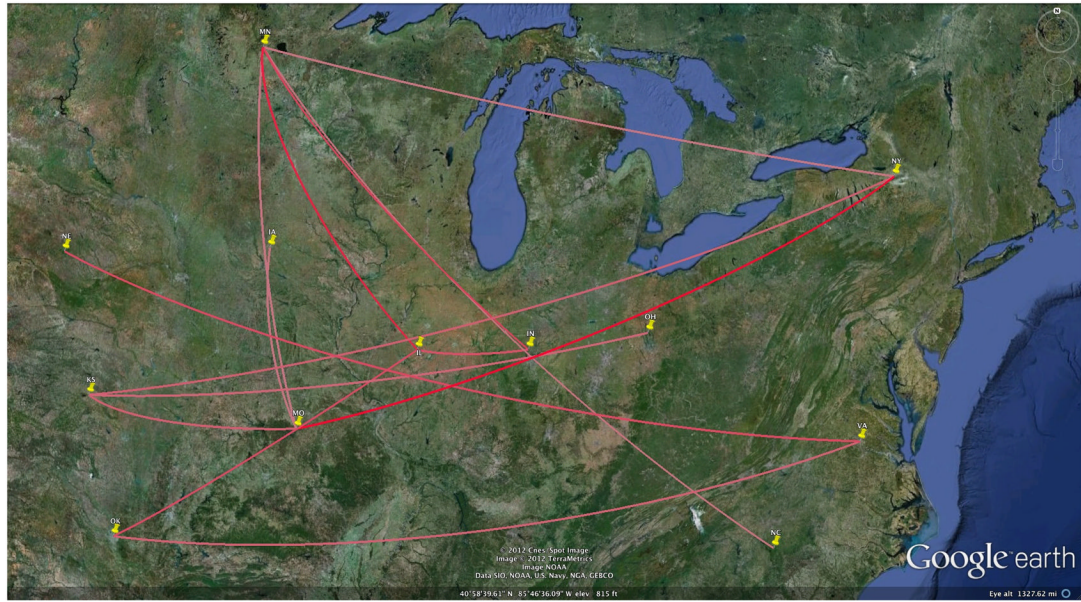 N
MN
NY
NE
IA
OH
IN
IL
KS
MO
VA
OK
NC
© 2012 Cnes/Spot Image
Image © 2012 TerraMetrics
Image NOAA
Data SIO, NOAA, U.S. Navy, NGA, GEBCO
Google earth
40°58'39.61" N 85°46'36.09" W elev 815 ft
Eye alt 1327.62 mi